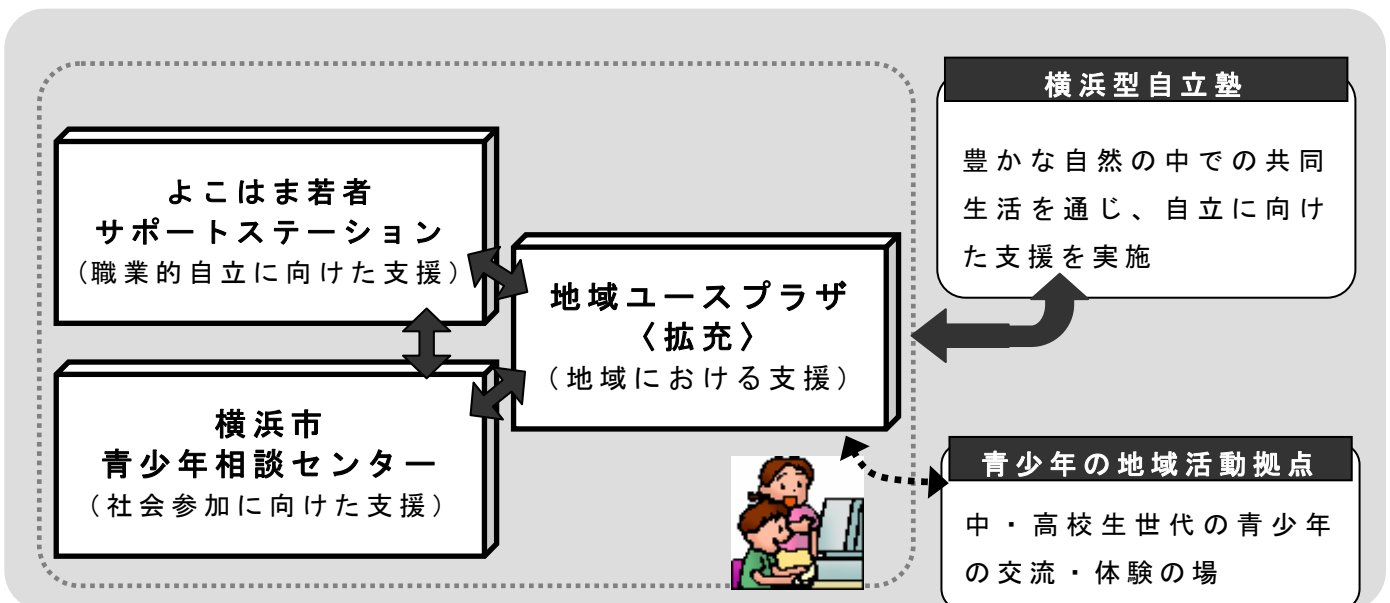 よこはま若者
サポートステーション
（職業的自立に向けた支援）
横浜市
青少年相談センター
（社会参加に向けた支援）
地域ユースプラザ
〈拡充〉
（地域における支援）
横浜型自立塾
豊かな自然の中での共同
生活を通じ、自立に向け
た支援を実施
青少年の地域活動拠点
中・高校生世代の青少年
の交流・体験の場